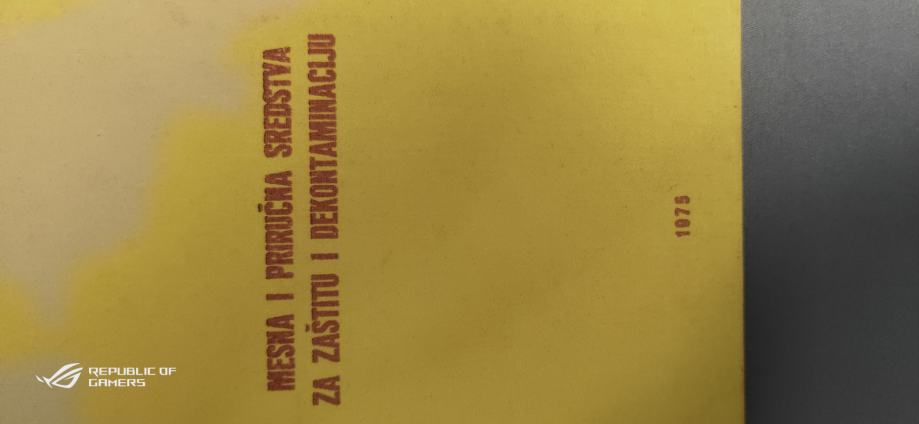 MESNA I PRIRUČNA SREDSTVA
ZA ZAŠTITU I DEKONTAMINACIJU
1975
REPUBLIC OF
GAMERS